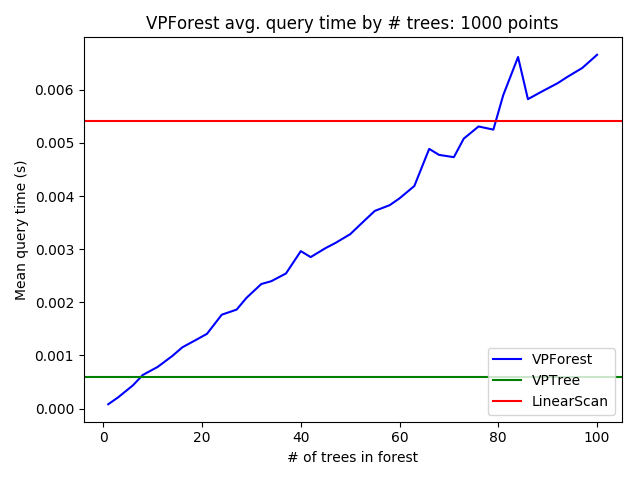 VPForest avg. query time by # trees: 1000 points
Mean query time (s)
0.006
0.005
0.004
0.003
0.002
0.001
0.000
0 20 40 60 80 100
# of trees in forest
VPForest
VPTree
LinearScan